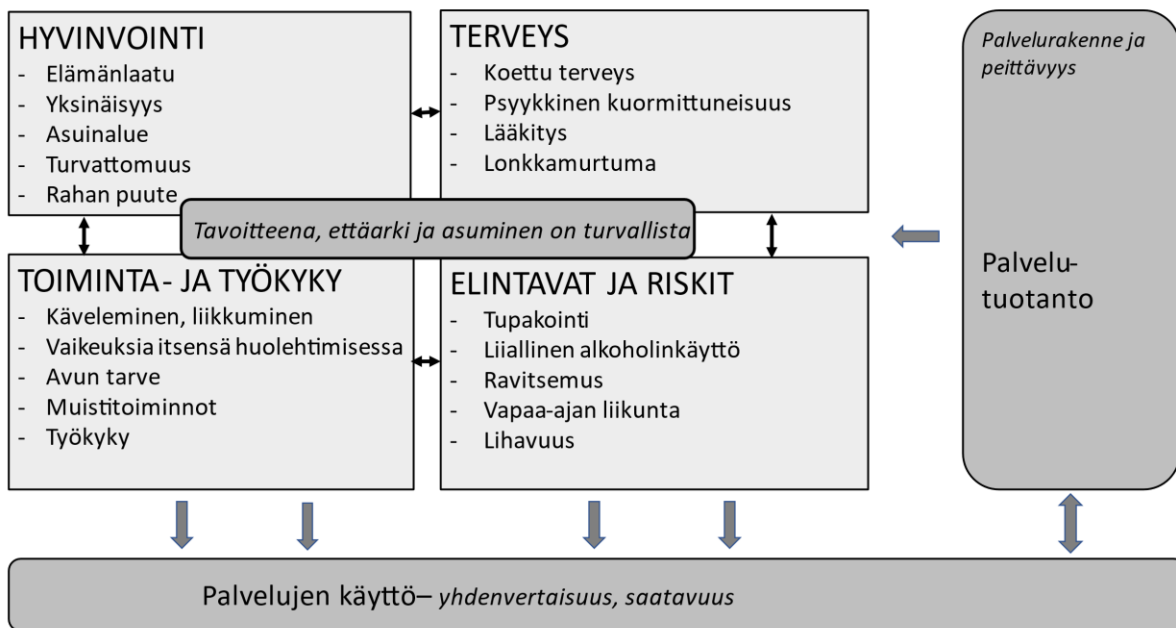 HYVINVOINTI
- Elämänlaatu
- Yksinäisyys
- Asuinalue
- Turvattomuus
- Rahan puute
TERVEYS
- Koettu terveys
- Psyykkinen kuormittuneisuus
- Lääkitys
- Lonkkamurtuma
Tavoitteena, ettäarki ja asuminen on turvallista
TOIMINTA- JA TYÖKYKY
- Käveleminen, liikkuminen
- Vaikeuksia itsensä huolehtimisessa
- Avun tarve
- Muistitoiminnot
- Työkyky
ELINTAVAT JA RISKIT
- Tupakointi
- Liiallinen alkoholinkäyttö
- Ravitsemus
- Vapaa-ajan liikunta
- Lihavuus
Palvelurakenne ja
peittävyys
Palvelu-
tuotanto
Palvelujen käyttö– yhdenvertaisuus, saatavuus